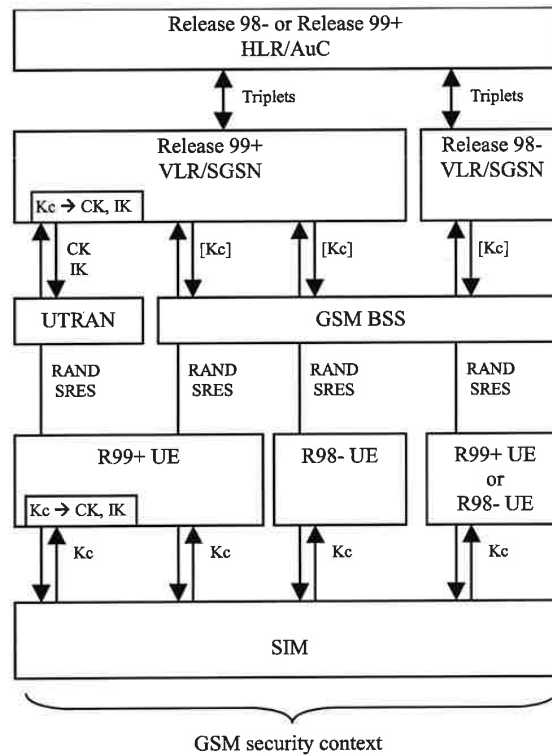 Release 98- or Release 99+
HLR/AuC
Triplets
Triplets
Release 99+
VLR/SGSN
Release 98-
VLR/SGSN
Kc → CK, IK
CK
IK
[Kc]
[Kc]
[Kc]
UTRAN
GSM BSS
RAND
SRES
RAND
SRES
RAND
SRES
RAND
SRES
R99+ UE
R98- UE
R99+ UE
or
R98- UE
Kc → CK, IK
Kc
Kc
Kc
Kc
SIM
GSM security context